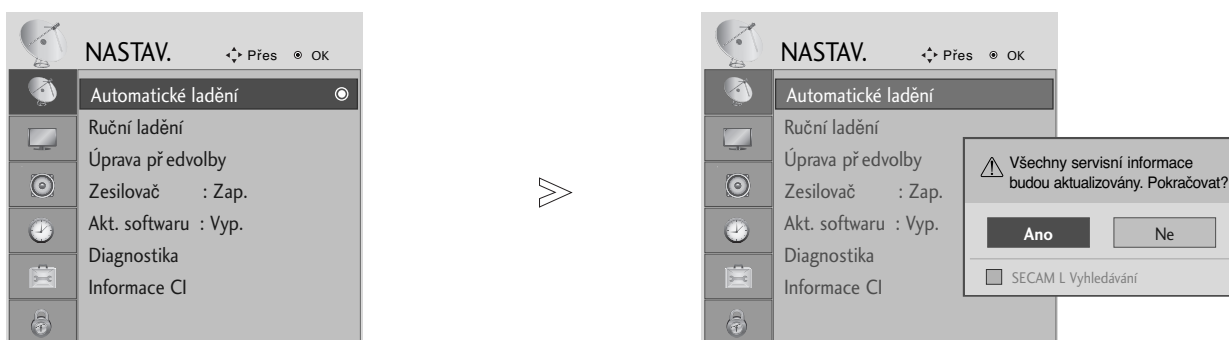 NASTAV. Přes OK
Automatické ladění
Ruční ladění
Úprava předvolby
Zesilovač : Zap.
Akt. softwaru : Vyp.
Diagnostika
Informace CI
NASTAV. Přes OK
Automatické ladění
Ruční ladění
Úprava předvolby
Zesilovač : Zap.
Akt. softwaru : Vyp.
Diagnostika
Informace CI
Všechny servisní informace
budou aktualizovány. Pokračovat?
Ano Ne
SECAM L Vyhledávání